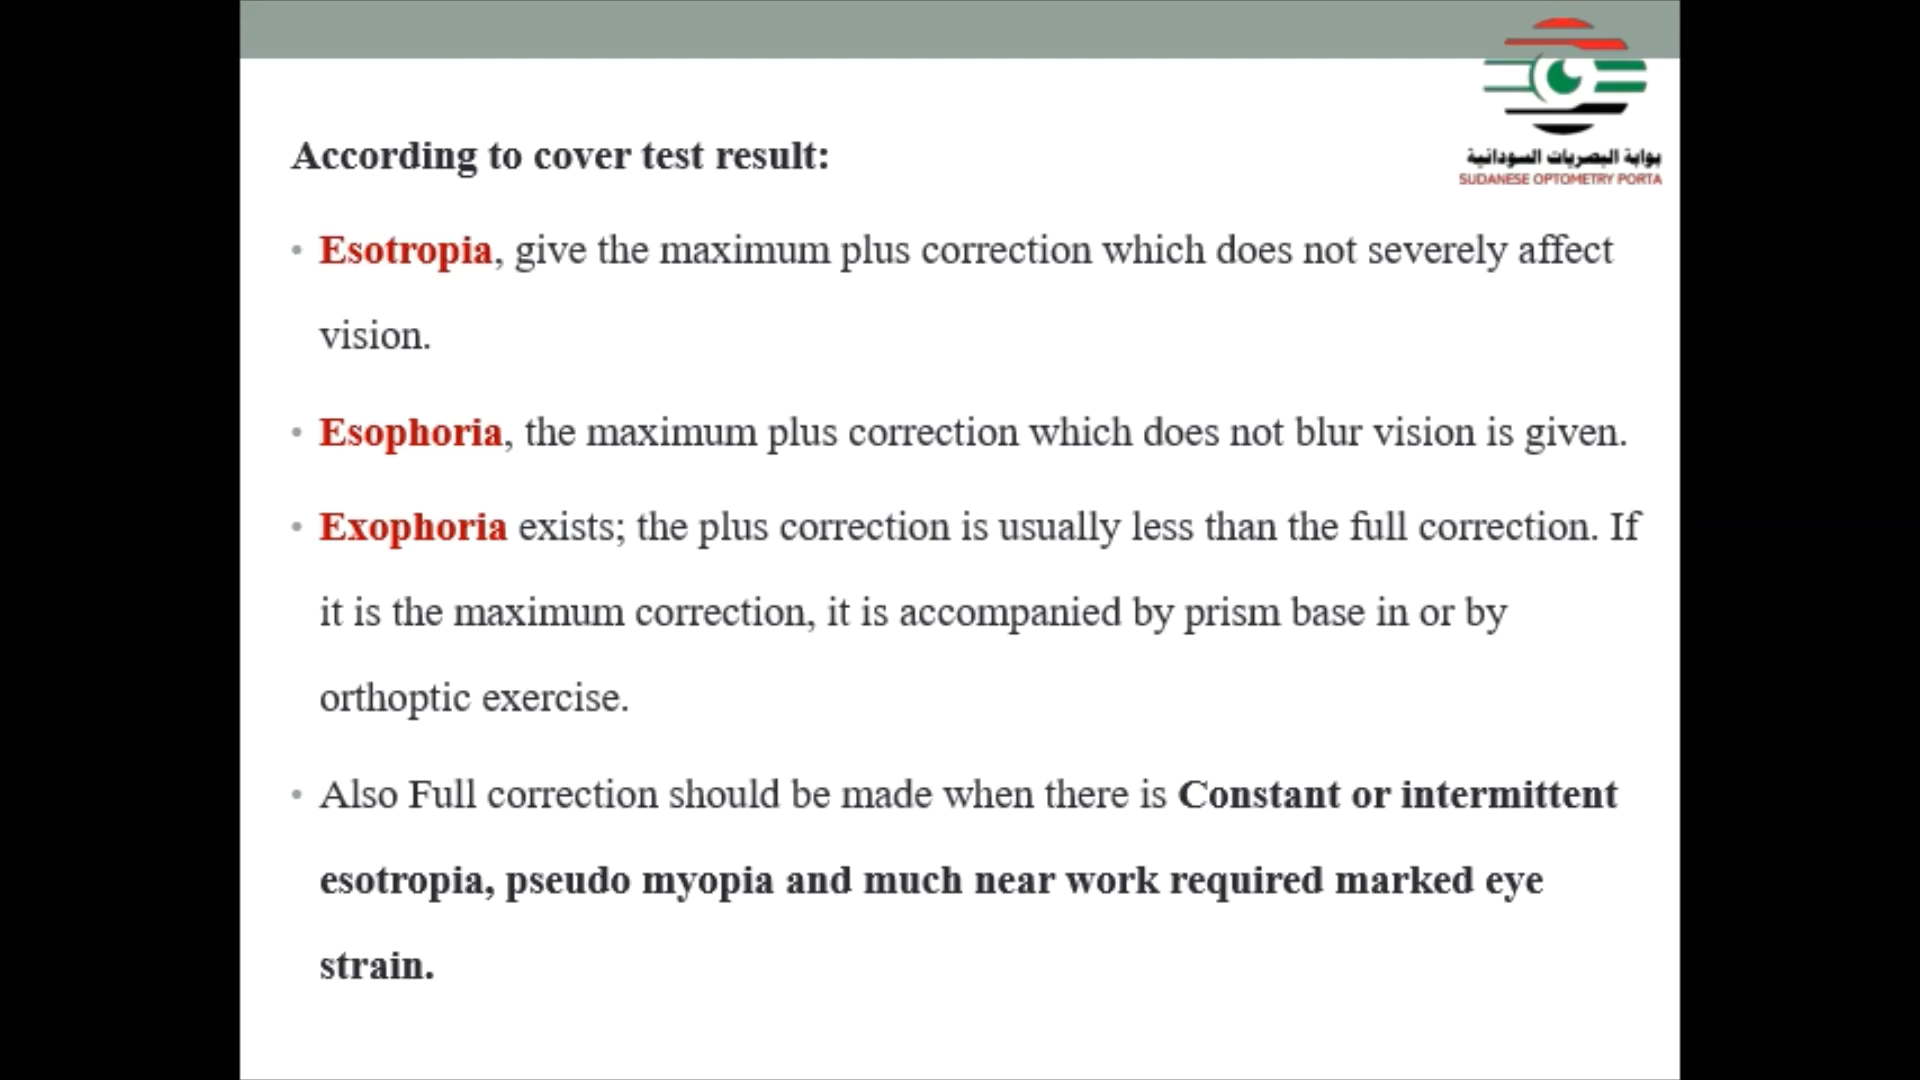 بوابة البصريات السودانية
SUDANESE OPTOMETRY PORTA
According to cover test result:
• Esotropia, give the maximum plus correction which does not severely affect
vision.
• Esophoria, the maximum plus correction which does not blur vision is given.
• Exophoria exists; the plus correction is usually less than the full correction. If
it is the maximum correction, it is accompanied by prism base in or by
orthoptic exercise.
• Also Full correction should be made when there is Constant or intermittent
esotropia, pseudo myopia and much near work required marked eye
strain.